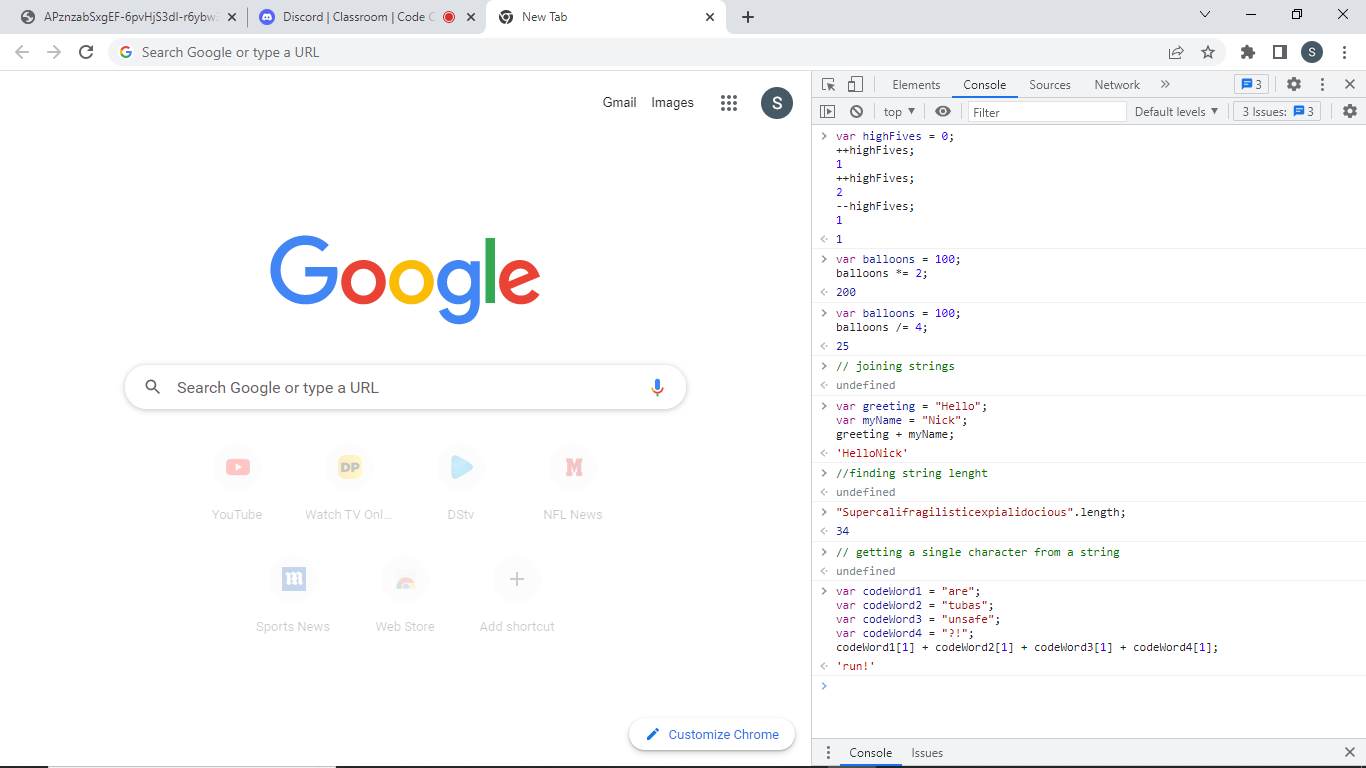 APznzabSxgEF-6pvHjS3dI-r6ybw
Discord | Classroom | Code C
New Tab
Search Google or type a URL
S
Gmail
Images
S
Google
Search Google or type a URL
YouTube
DP
Watch TV Onl...
DStv
M
NFL News
m
Sports News
Web Store
Add shortcut
Customize Chrome
Elements
Console
Sources
Network
3
top
Filter
Default levels
3 Issues:
3
var highFives = 0;
++highFives;
1
++highFives;
2
--highFives;
1
1
var balloons = 100;
balloons *= 2;
200
var balloons = 100;
balloons /= 4;
25
// joining strings
undefined
var greeting = "Hello";
var myName = "Nick";
greeting + myName;
'HelloNick'
//finding string lenght
undefined
"Supercalifragilisticexpialidocious".length;
34
// getting a single character from a string
undefined
var codeWord1 = "are";
var codeWord2 = "tubas";
var codeWord3 = "unsafe";
var codeWord4 = "?!";
codeWord1[1] + codeWord2[1] + codeWord3[1] + codeWord4[1];
'run!'
Console
Issues